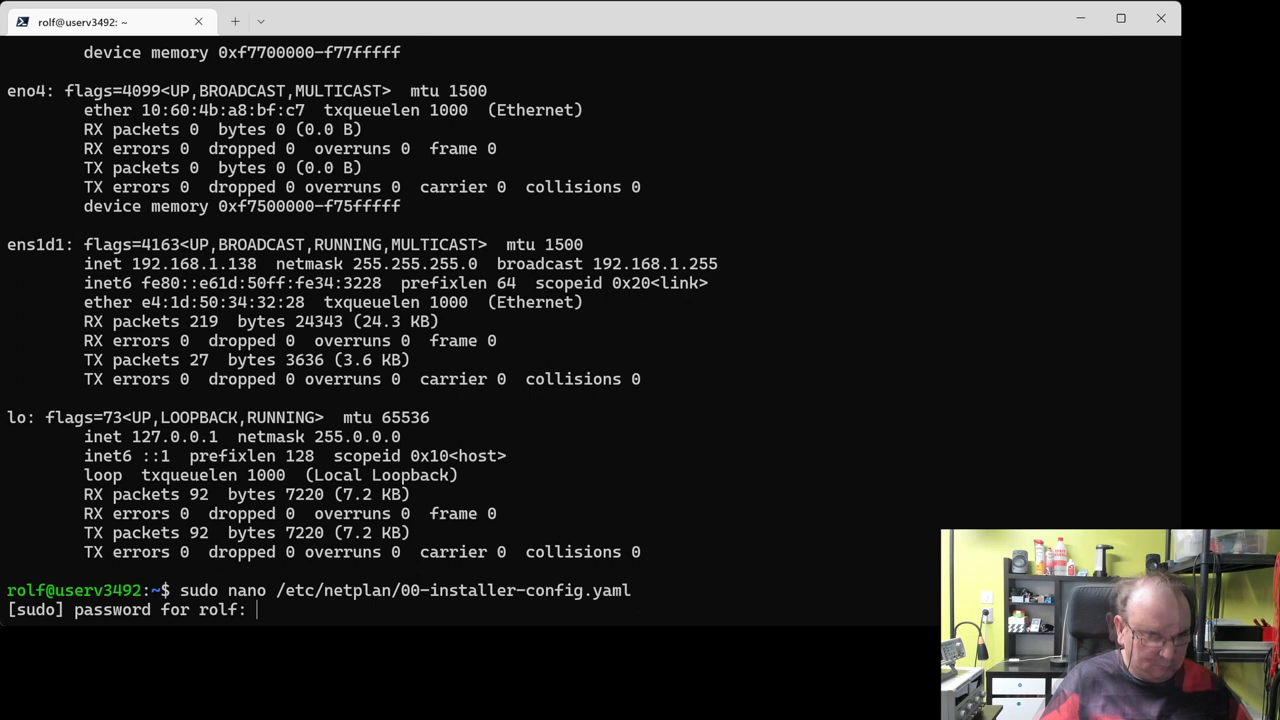 rolf@userv3492: ~
device memory 0xf7700000-f77fffff
eno4: flags=4099<UP,BROADCAST,MULTICAST>  mtu 1500
ether 10:60:4b:a8:bf:c7  txqueuelen 1000  (Ethernet)
RX packets 0  bytes 0 (0.0 B)
RX errors 0  dropped 0  overruns 0  frame 0
TX packets 0  bytes 0 (0.0 B)
TX errors 0  dropped 0 overruns 0  carrier 0  collisions 0
device memory 0xf7500000-f75fffff
ens1d1: flags=4163<UP,BROADCAST,RUNNING,MULTICAST>  mtu 1500
inet 192.168.1.138  netmask 255.255.255.0  broadcast 192.168.1.255
inet6 fe80::e61d:50ff:fe34:3228  prefixlen 64  scopeid 0x20<link>
ether e4:1d:50:34:32:28  txqueuelen 1000  (Ethernet)
RX packets 219  bytes 24343 (24.3 KB)
RX errors 0  dropped 0  overruns 0  frame 0
TX packets 27  bytes 3636 (3.6 KB)
TX errors 0  dropped 0 overruns 0  carrier 0  collisions 0
lo: flags=73<UP,LOOPBACK,RUNNING>  mtu 65536
inet 127.0.0.1  netmask 255.0.0.0
inet6 ::1  prefixlen 128  scopeid 0x10<host>
loop  txqueuelen 1000  (Local Loopback)
RX packets 92  bytes 7220 (7.2 KB)
RX errors 0  dropped 0  overruns 0  frame 0
TX packets 92  bytes 7220 (7.2 KB)
TX errors 0  dropped 0 overruns 0  carrier 0  collisions 0
rolf@userv3492:~$ sudo nano /etc/netplan/00-installer-config.yaml
[sudo] password for rolf: